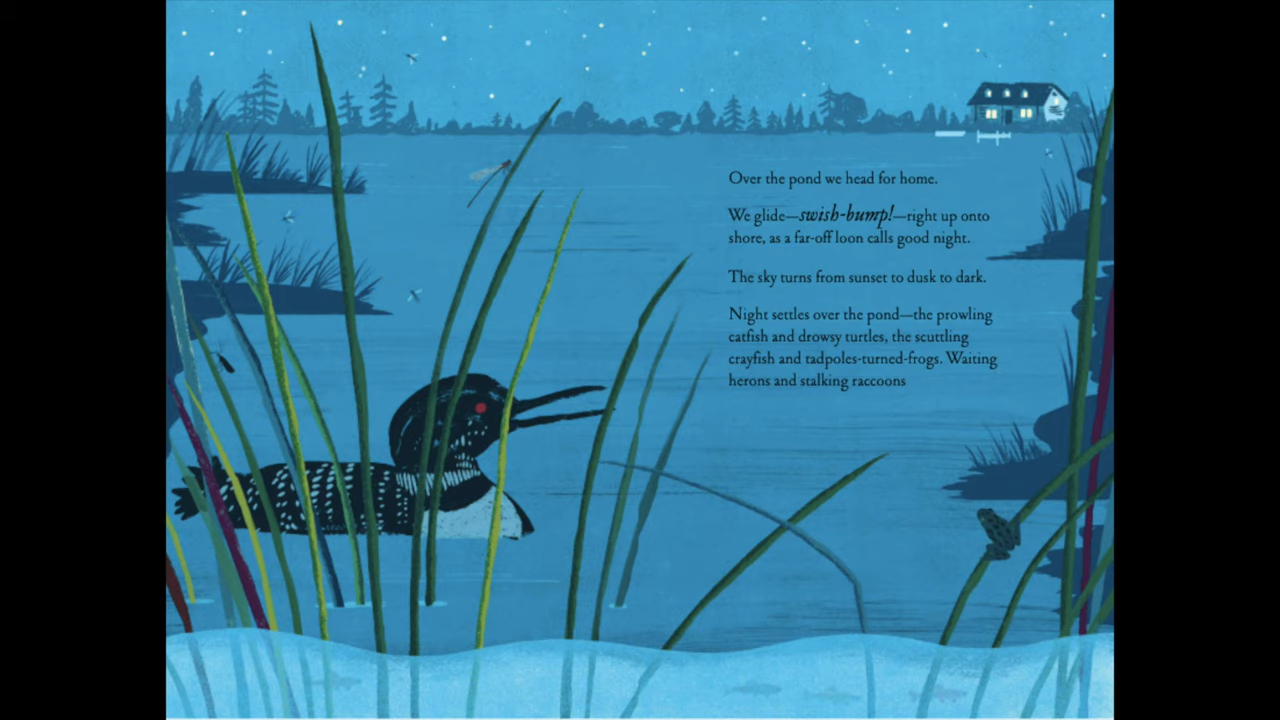 Over the pond we head for home.
We glide—swish-bump!—right up onto
shore, as a far-off loon calls good night.
The sky turns from sunset to dusk to dark.
Night settles over the pond—the prowling
catfish and drowsy turtles, the scuttling
crayfish and tadpoles-turned-frogs. Waiting
herons and stalking raccoons